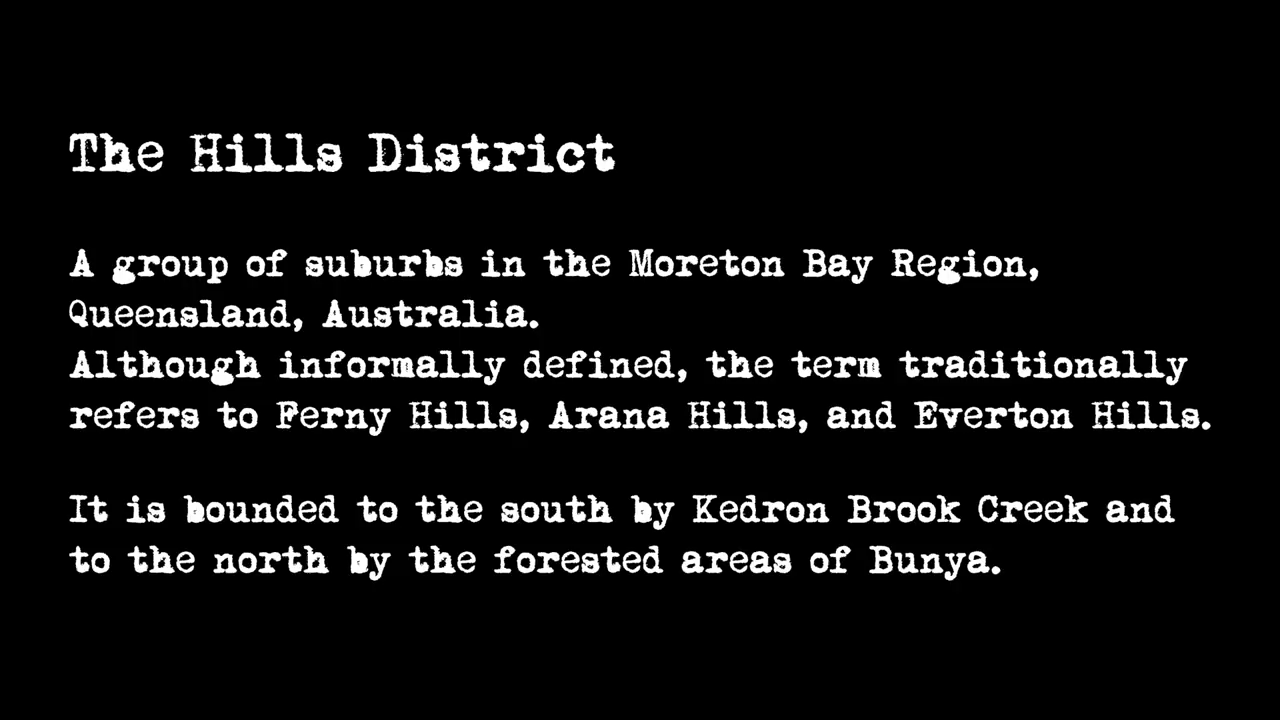 The Hills District
A group of suburbs in the Moreton Bay Region,
Queensland, Australia.
Although informally defined, the term traditionally
refers to Ferny Hills, Arana Hills, and Everton Hills.
It is bounded to the south by Kedron Brook Creek and
to the north by the forested areas of Bunya.